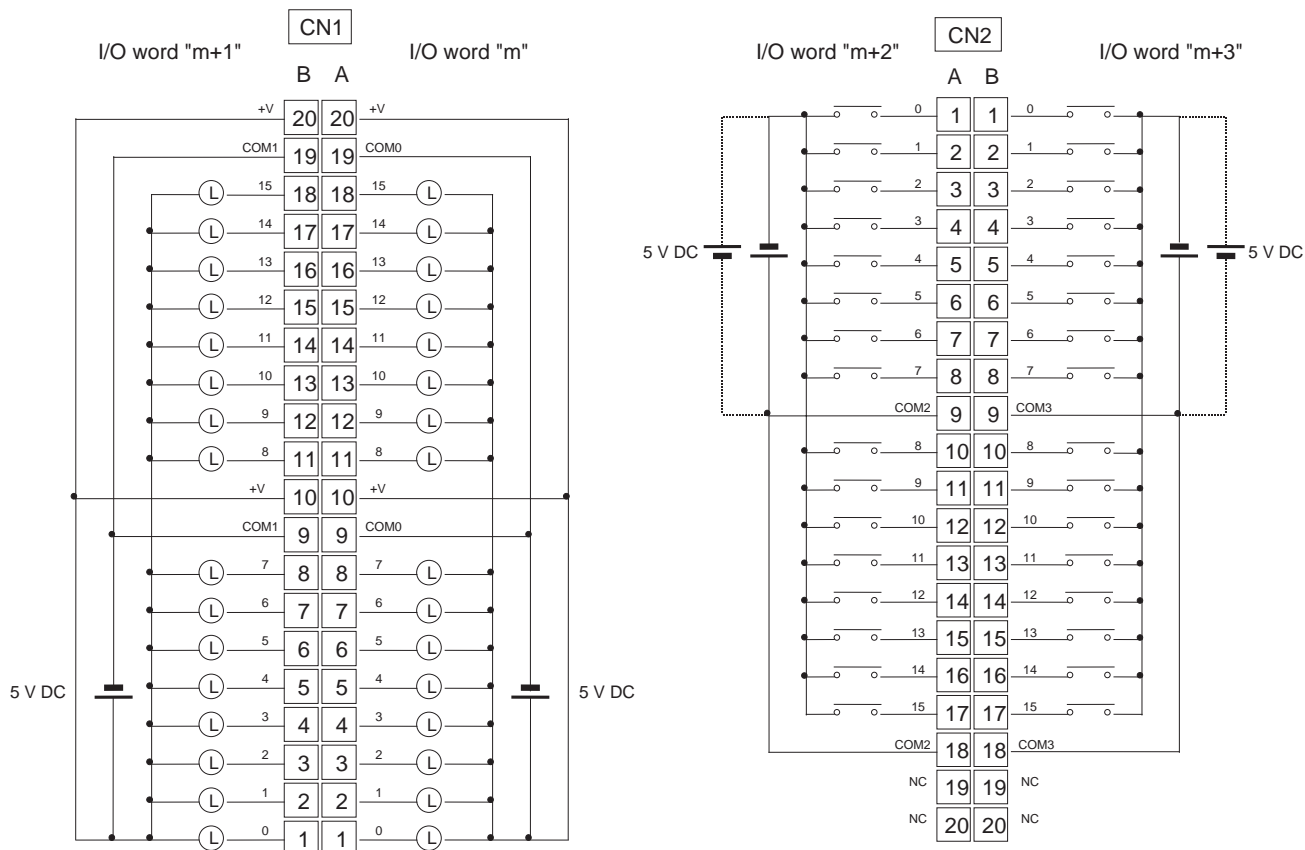 CN1
I/O word "m+1" I/O word "m"
B A
+V 20 20 +V
COM1 19 19 COM0
L 15 18 18 15 L
L 14 17 17 14 L
L 13 16 16 13 L
L 12 15 15 12 L
L 11 14 14 11 L
L 10 13 13 10 L
L 9 12 12 9 L
L 8 11 11 8 L
+V 10 10 +V
COM1 9 9 COM0
L 7 8 8 7 L
L 6 7 7 6 L
L 5 6 6 5 L
5 V DC L 4 5 5 4 L 5 V DC
L 3 4 4 3 L
L 2 3 3 2 L
L 1 2 2 1 L
L 0 1 1 0 L
CN2
I/O word "m+2" I/O word "m+3"
A B
0 1 1 0
1 2 2 1
2 3 3 2
3 4 4 3
5 V DC 4 5 5 4 5 V DC
5 6 6 5
6 7 7 6
7 8 8 7
COM2 9 9 COM3
8 10 10 8
9 11 11 9
10 12 12 10
11 13 13 11
12 14 14 12
13 15 15 13
14 16 16 14
15 17 17 15
COM2 18 18 COM3
NC 19 19 NC
NC 20 20 NC